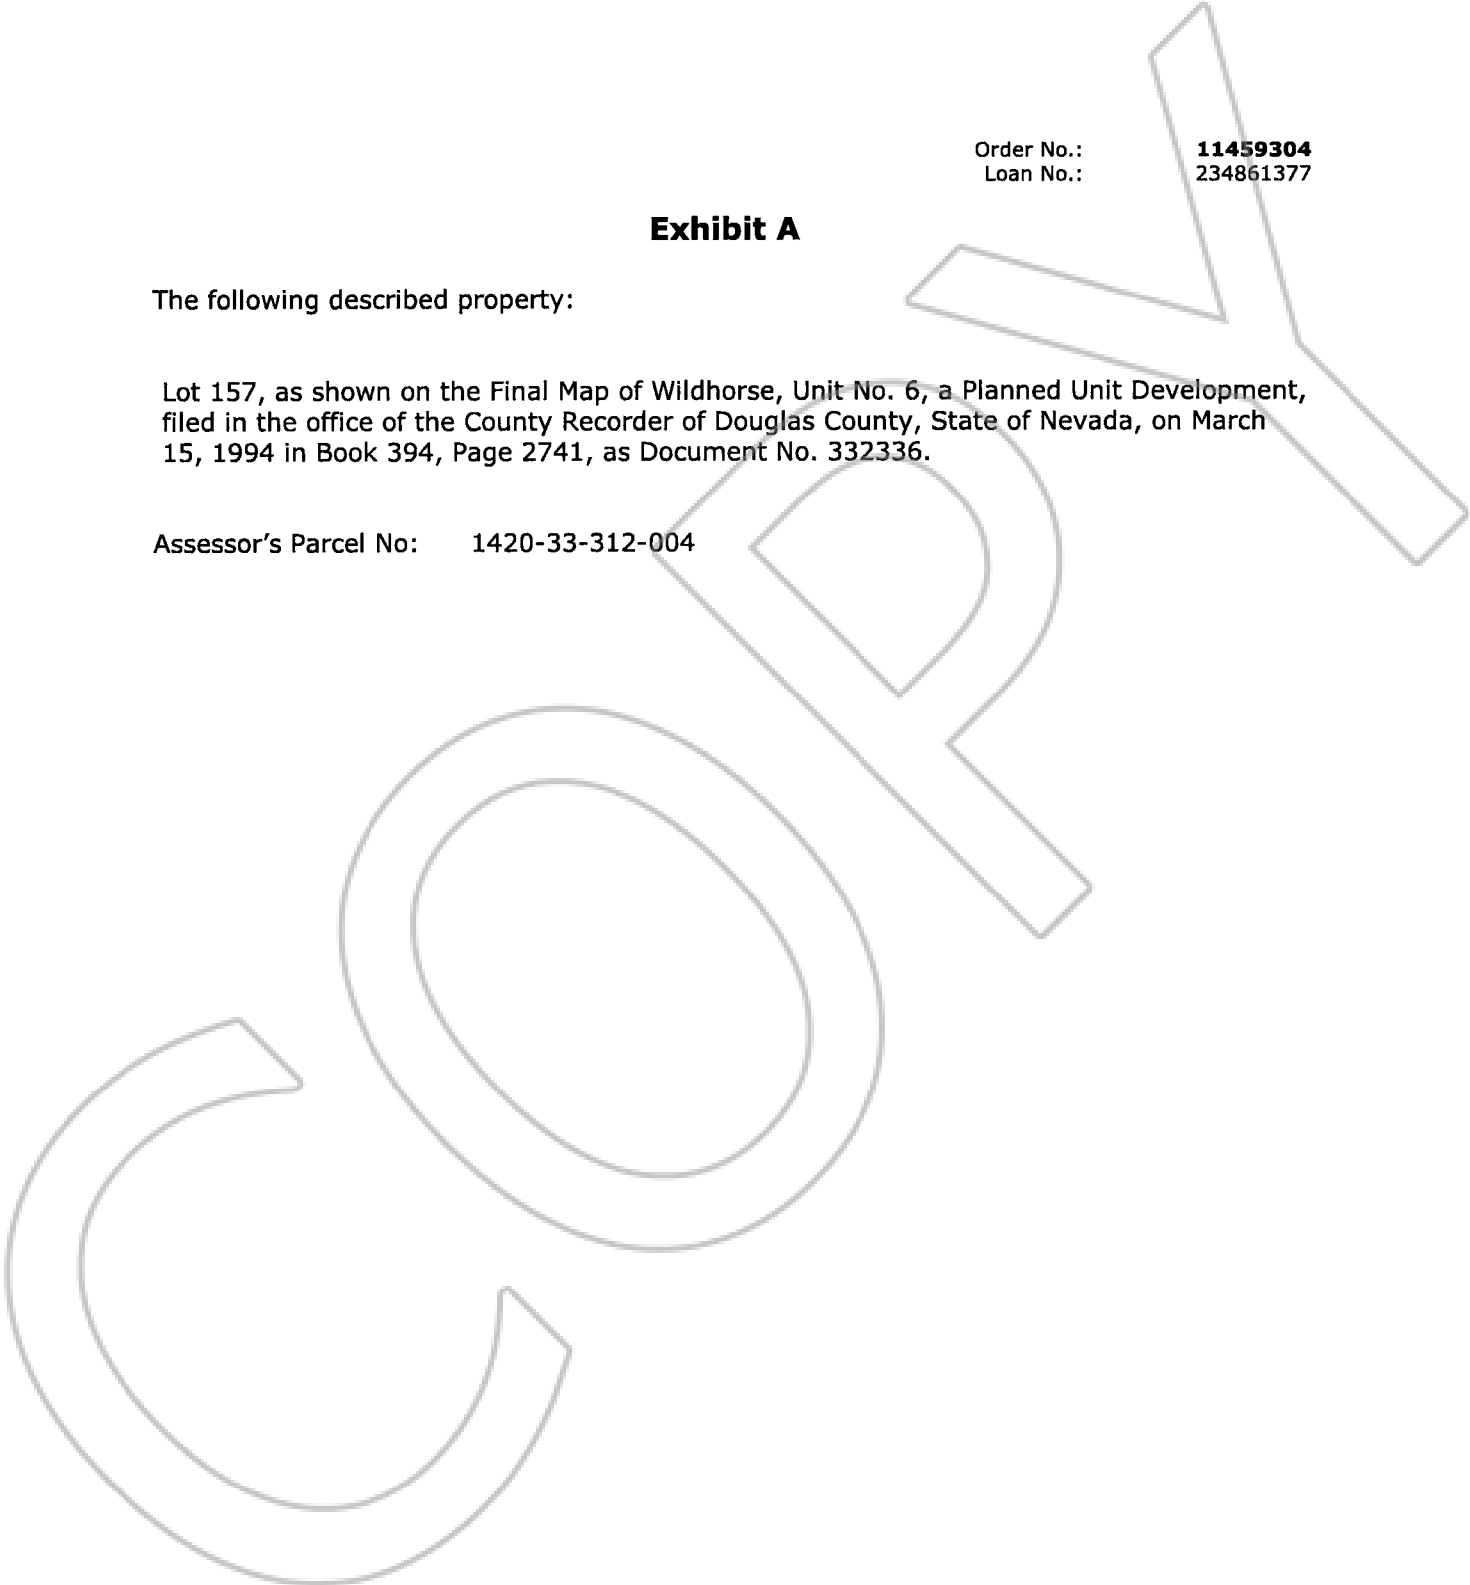 Order No.: 11459304
Loan No.: 234861377
Exhibit A
The following described property:
Lot 157, as shown on the Final Map of Wildhorse, Unit No. 6, a Planned Unit Development,
filed in the office of the County Recorder of Douglas County, State of Nevada, on March
15, 1994 in Book 394, Page 2741, as Document No. 332336.
Assessor's Parcel No: 1420-33-312-004
COPY